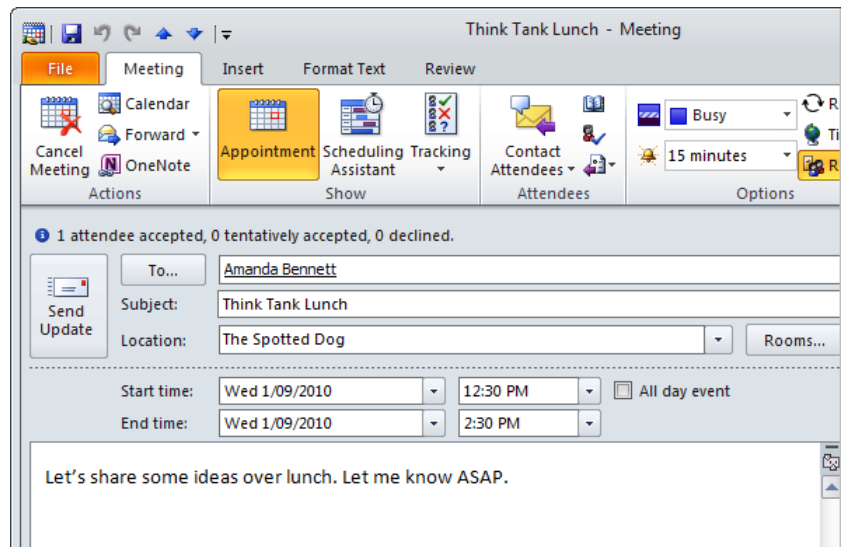 Think Tank Lunch - Meeting
File Meeting Insert Format Text Review
Cancel Meeting
Calendar
Forward
OneNote
Actions
Appointment
Scheduling Assistant
Tracking
Show
Contact Attendees
Attendees
Busy
15 minutes
R
Ti
R
Options
1 attendee accepted, 0 tentatively accepted, 0 declined.
Send Update
To... Amanda Bennett
Subject: Think Tank Lunch
Location: The Spotted Dog Rooms...
Start time: Wed 1/09/2010 12:30 PM All day event
End time: Wed 1/09/2010 2:30 PM
Let's share some ideas over lunch. Let me know ASAP.